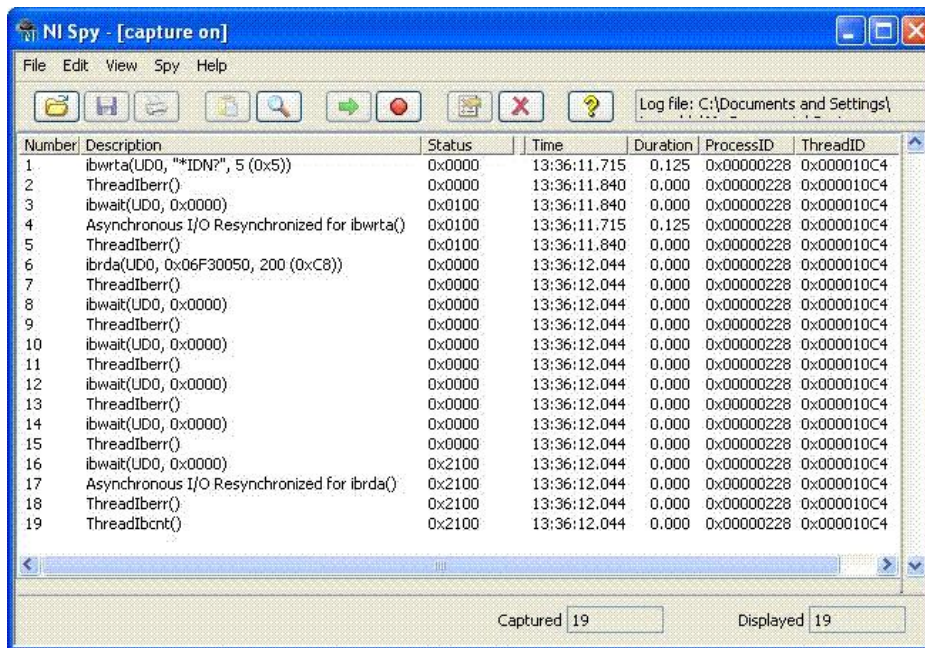 NI Spy - [capture on]
File Edit View Spy Help
Log file: C:\Documents and Settings\
Number Description Status Time Duration ProcessID ThreadID
1 ibwrta(UD0, "*IDN?", 5 (0x5)) 0x0000 13:36:11.715 0.125 0x00000228 0x000010C4
2 ThreadIberr() 0x0000 13:36:11.840 0.000 0x00000228 0x000010C4
3 ibwait(UD0, 0x0000) 0x0100 13:36:11.840 0.000 0x00000228 0x000010C4
4 Asynchronous I/O Resynchronized for ibwrta() 0x0100 13:36:11.715 0.125 0x00000228 0x000010C4
5 ThreadIberr() 0x0100 13:36:11.840 0.000 0x00000228 0x000010C4
6 ibrda(UD0, 0x06F30050, 200 (0xC8)) 0x0000 13:36:12.044 0.000 0x00000228 0x000010C4
7 ThreadIberr() 0x0000 13:36:12.044 0.000 0x00000228 0x000010C4
8 ibwait(UD0, 0x0000) 0x0000 13:36:12.044 0.000 0x00000228 0x000010C4
9 ThreadIberr() 0x0000 13:36:12.044 0.000 0x00000228 0x000010C4
10 ibwait(UD0, 0x0000) 0x0000 13:36:12.044 0.000 0x00000228 0x000010C4
11 ThreadIberr() 0x0000 13:36:12.044 0.000 0x00000228 0x000010C4
12 ibwait(UD0, 0x0000) 0x0000 13:36:12.044 0.000 0x00000228 0x000010C4
13 ThreadIberr() 0x0000 13:36:12.044 0.000 0x00000228 0x000010C4
14 ibwait(UD0, 0x0000) 0x0000 13:36:12.044 0.000 0x00000228 0x000010C4
15 ThreadIberr() 0x0000 13:36:12.044 0.000 0x00000228 0x000010C4
16 ibwait(UD0, 0x0000) 0x2100 13:36:12.044 0.000 0x00000228 0x000010C4
17 Asynchronous I/O Resynchronized for ibrda() 0x2100 13:36:12.044 0.000 0x00000228 0x000010C4
18 ThreadIberr() 0x2100 13:36:12.044 0.000 0x00000228 0x000010C4
19 ThreadIbcnt() 0x2100 13:36:12.044 0.000 0x00000228 0x000010C4
Captured 19 Displayed 19